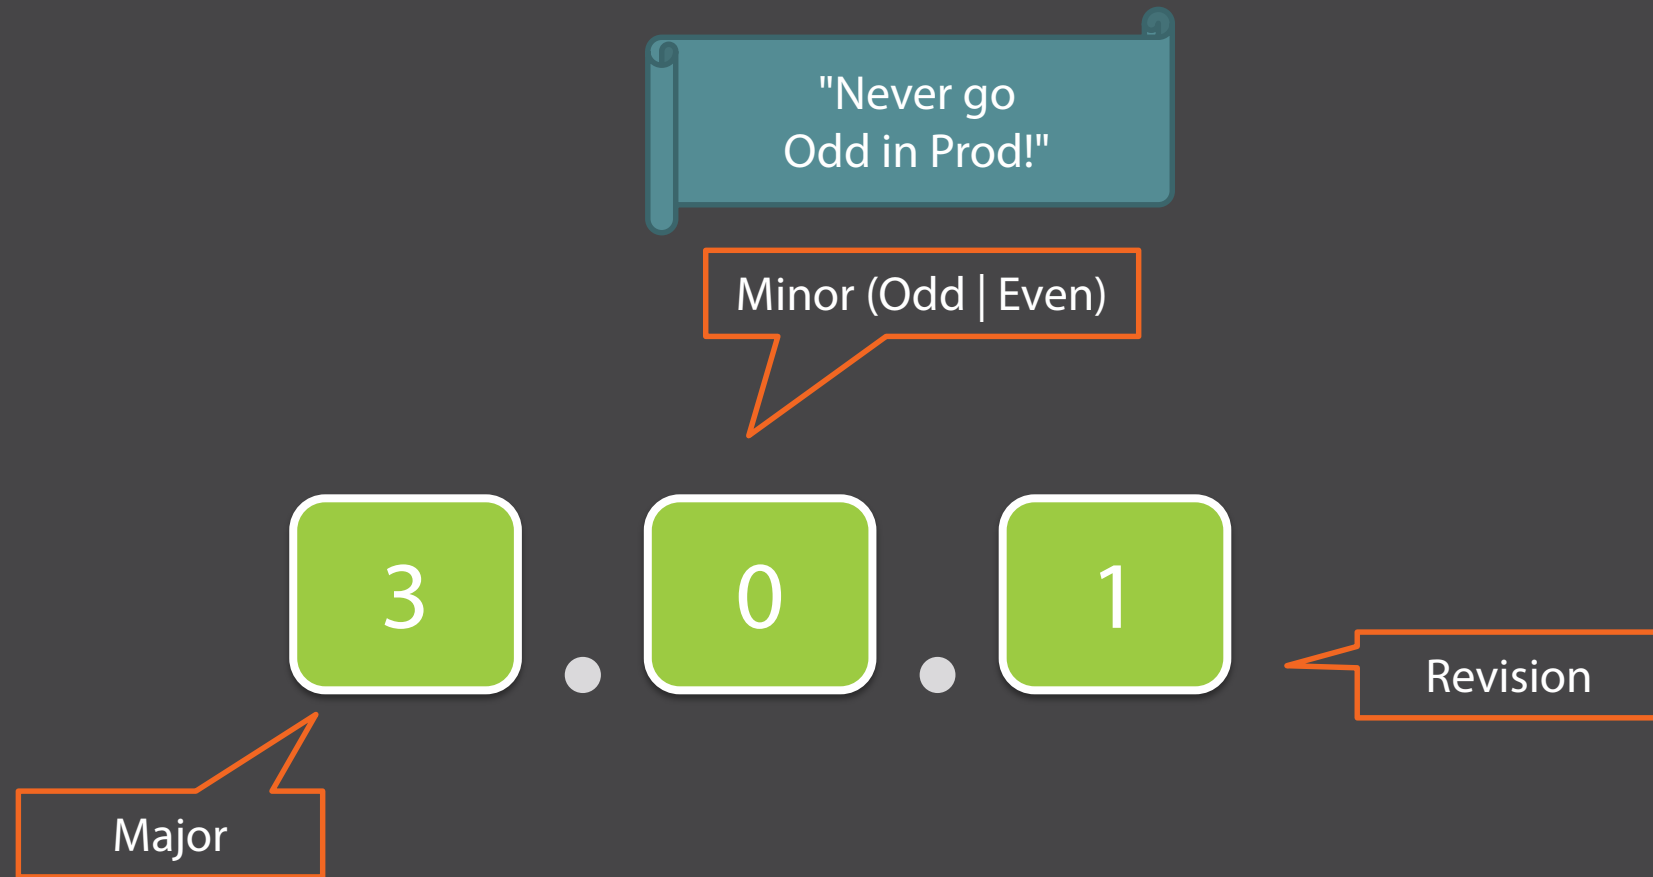 "Never go
Odd in Prod!"
Minor (Odd | Even)
3 . 0 . 1
Revision
Major